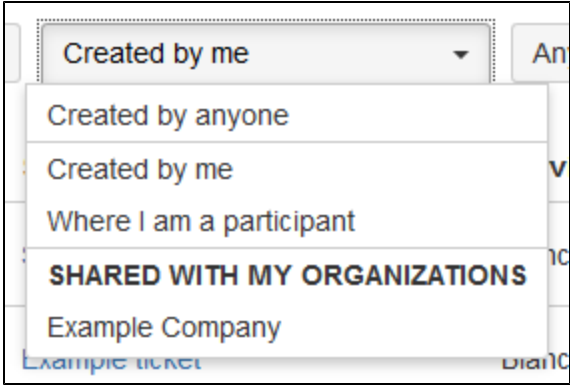 Created by me
Created by anyone
Created by me
Where I am a participant
SHARED WITH MY ORGANIZATIONS
Example Company
Example ticket